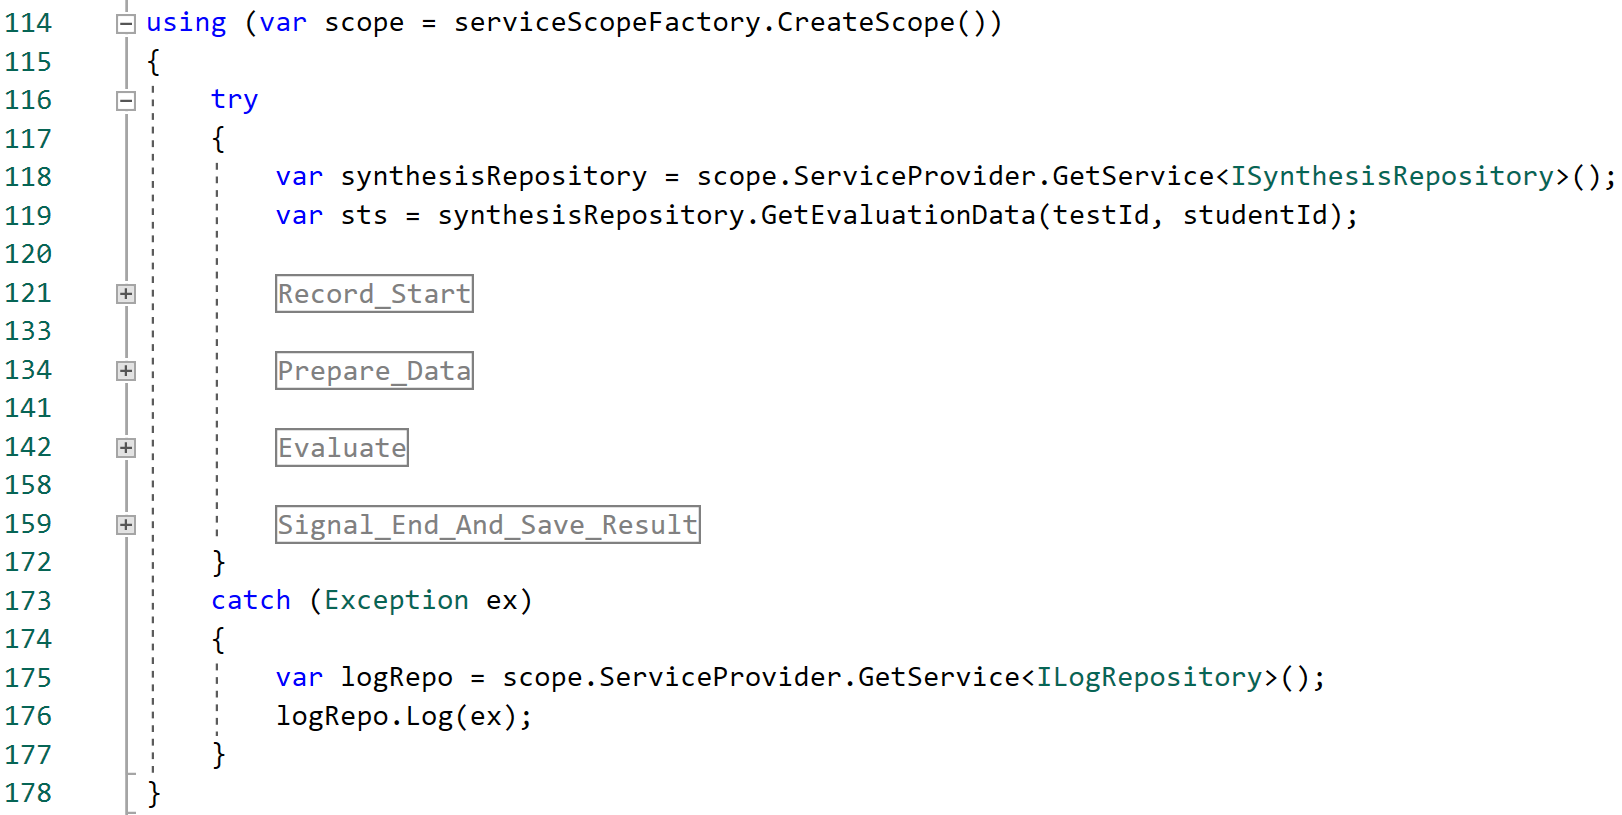 114 using (var scope = serviceScopeFactory.CreateScope())
115 {
116     try
117     {
118         var synthesisRepository = scope.ServiceProvider.GetService<ISynthesisRepository>();
119         var sts = synthesisRepository.GetEvaluationData(testId, studentId);
120
121         Record_Start
133
134         Prepare_Data
141
142         Evaluate
158
159         Signal_End_And_Save_Result
172     }
173     catch (Exception ex)
174     {
175         var logRepo = scope.ServiceProvider.GetService<ILogRepository>();
176         logRepo.Log(ex);
177     }
178 }